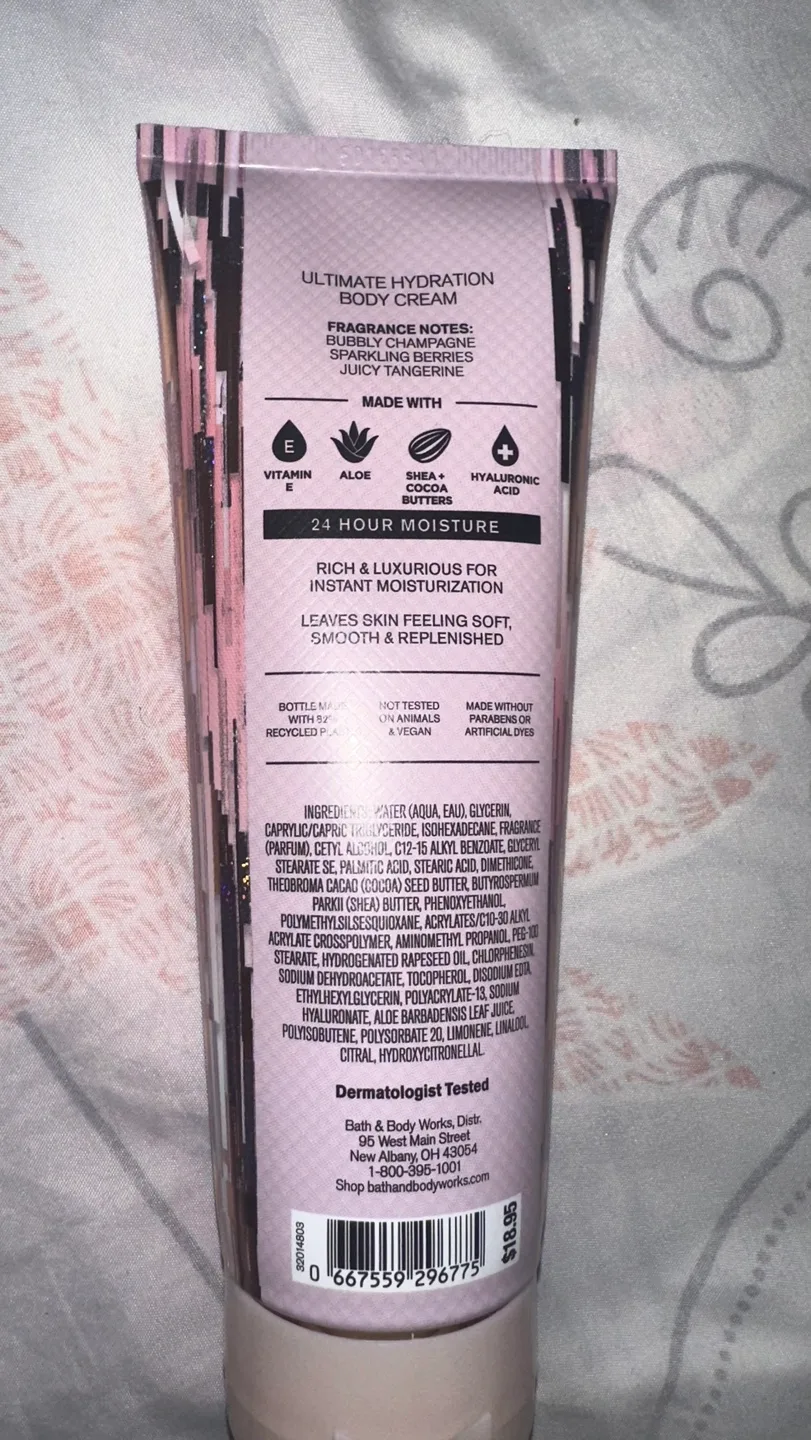 ULTIMATE HYDRATION
BODY CREAM
FRAGRANCE NOTES:
BUBBLY CHAMPAGNE
SPARKLING BERRIES
JUICY TANGERINE
MADE WITH
E
VITAMIN
E
ALOE
SHEA +
COCOA
BUTTERS
HYALURONIC
ACID
24 HOUR MOISTURE
RICH & LUXURIOUS FOR
INSTANT MOISTURIZATION
LEAVES SKIN FEELING SOFT,
SMOOTH & REPLENISHED
BOTTLE
WITH 82%
RECYCLED
NOT TESTED
ON ANIMALS
& VEGAN
MADE WITHOUT
PARABENS OR
ARTIFICIAL DYES
INGREDIENTS: WATER (AQUA, EAU), GLYCERIN,
CAPRYLIC/CAPRIC TRIGLYCERIDE, ISOHEXADECANE, FRAGRANCE
(PARFUM), CETYL ALCOHOL, C12-15 ALKYL BENZOATE, GLYCERYL
STEARATE SE, PALMITIC ACID, STEARIC ACID, DIMETHICONE,
THEOBROMA CACAO (COCOA) SEED BUTTER, BUTYROSPERMUM
PARKII (SHEA) BUTTER, PHENOXYETHANOL,
POLYMETHYLSILSESQUIOXANE, ACRYLATES/C10-30 ALKYL
ACRYLATE CROSSPOLYMER, AMINOMETHYL PROPANOL, PEG-100
STEARATE, HYDROGENATED RAPESEED OIL, CHLORPHENESIN,
SODIUM DEHYDROACETATE, TOCOPHEROL, DISODIUM EDTA,
ETHYLHEXYLGLYCERIN, POLYACRYLATE-13, SODIUM
HYALURONATE, ALOE BARBADENSIS LEAF JUICE,
POLYISOBUTENE, POLYSORBATE 20, LIMONENE, LINALOOL,
CITRAL, HYDROXYCITRONELLAL.
Dermatologist Tested
Bath & Body Works, Distr.
95 West Main Street
New Albany, OH 43054
1-800-395-1001
Shop bathandbodyworks.com
32014803
0 667559 296775
$18.95